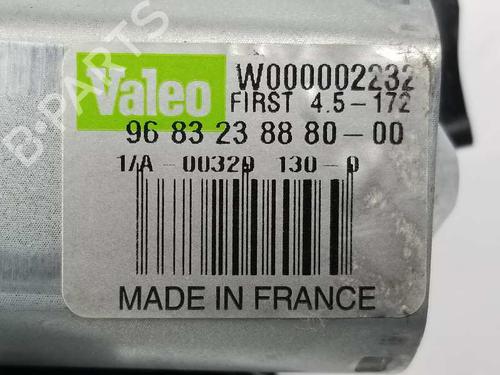 Valeo
W000002232
FIRST 4.5-172
96 83 23 88 80-00
1/A-00320 130-0
MADE IN FRANCE
B-PARTS